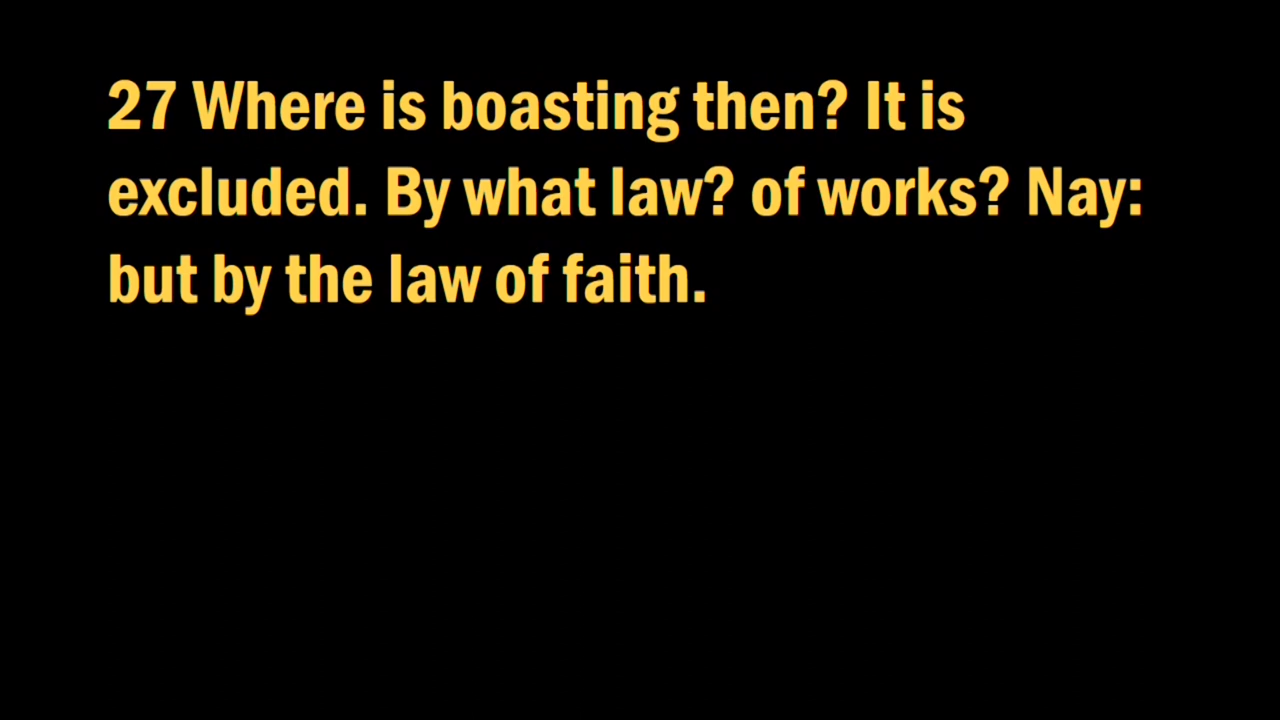 27 Where is boasting then? It is
excluded. By what law? of works? Nay:
but by the law of faith.